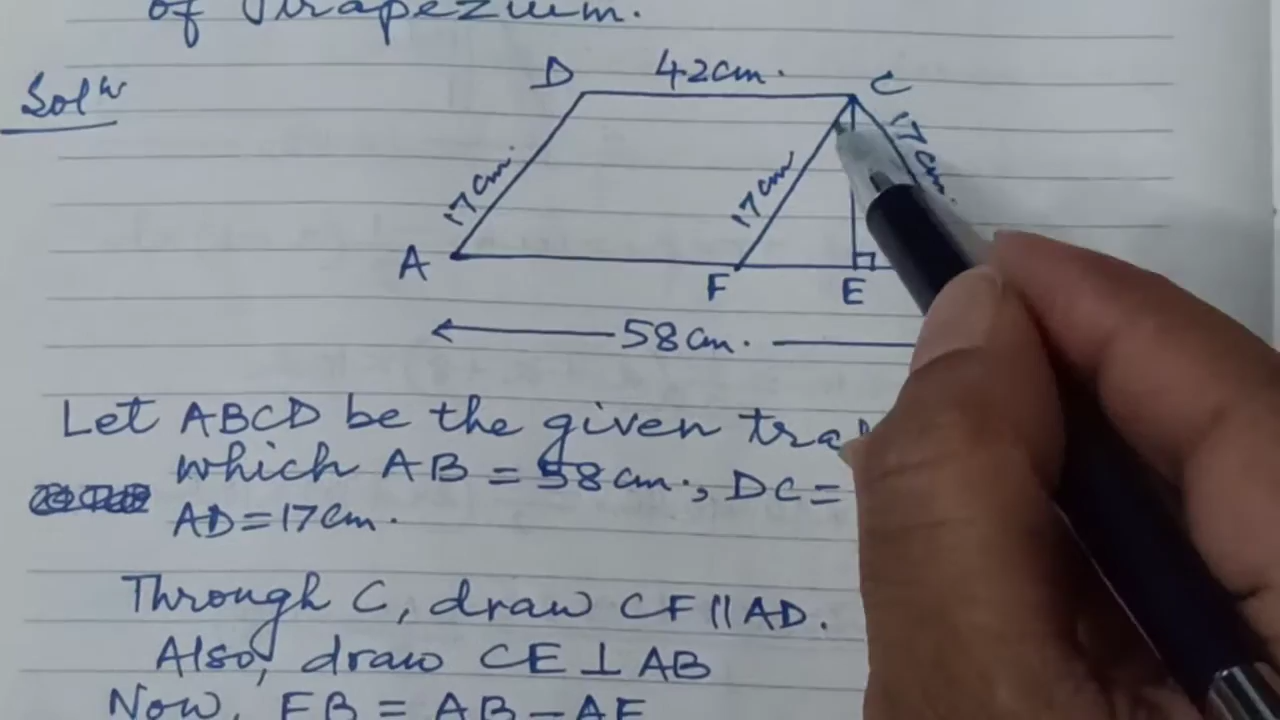 of Trapezium.
Solⁿ
D 42cm. C
17cm. 17cm 17cm.
A F E
58cm.
Let ABCD be the given
which AB = 58cm., DC =
AD = 17cm.
Through C, draw CF || AD.
Also, draw CE ⊥ AB
Now, FB = AB - AF